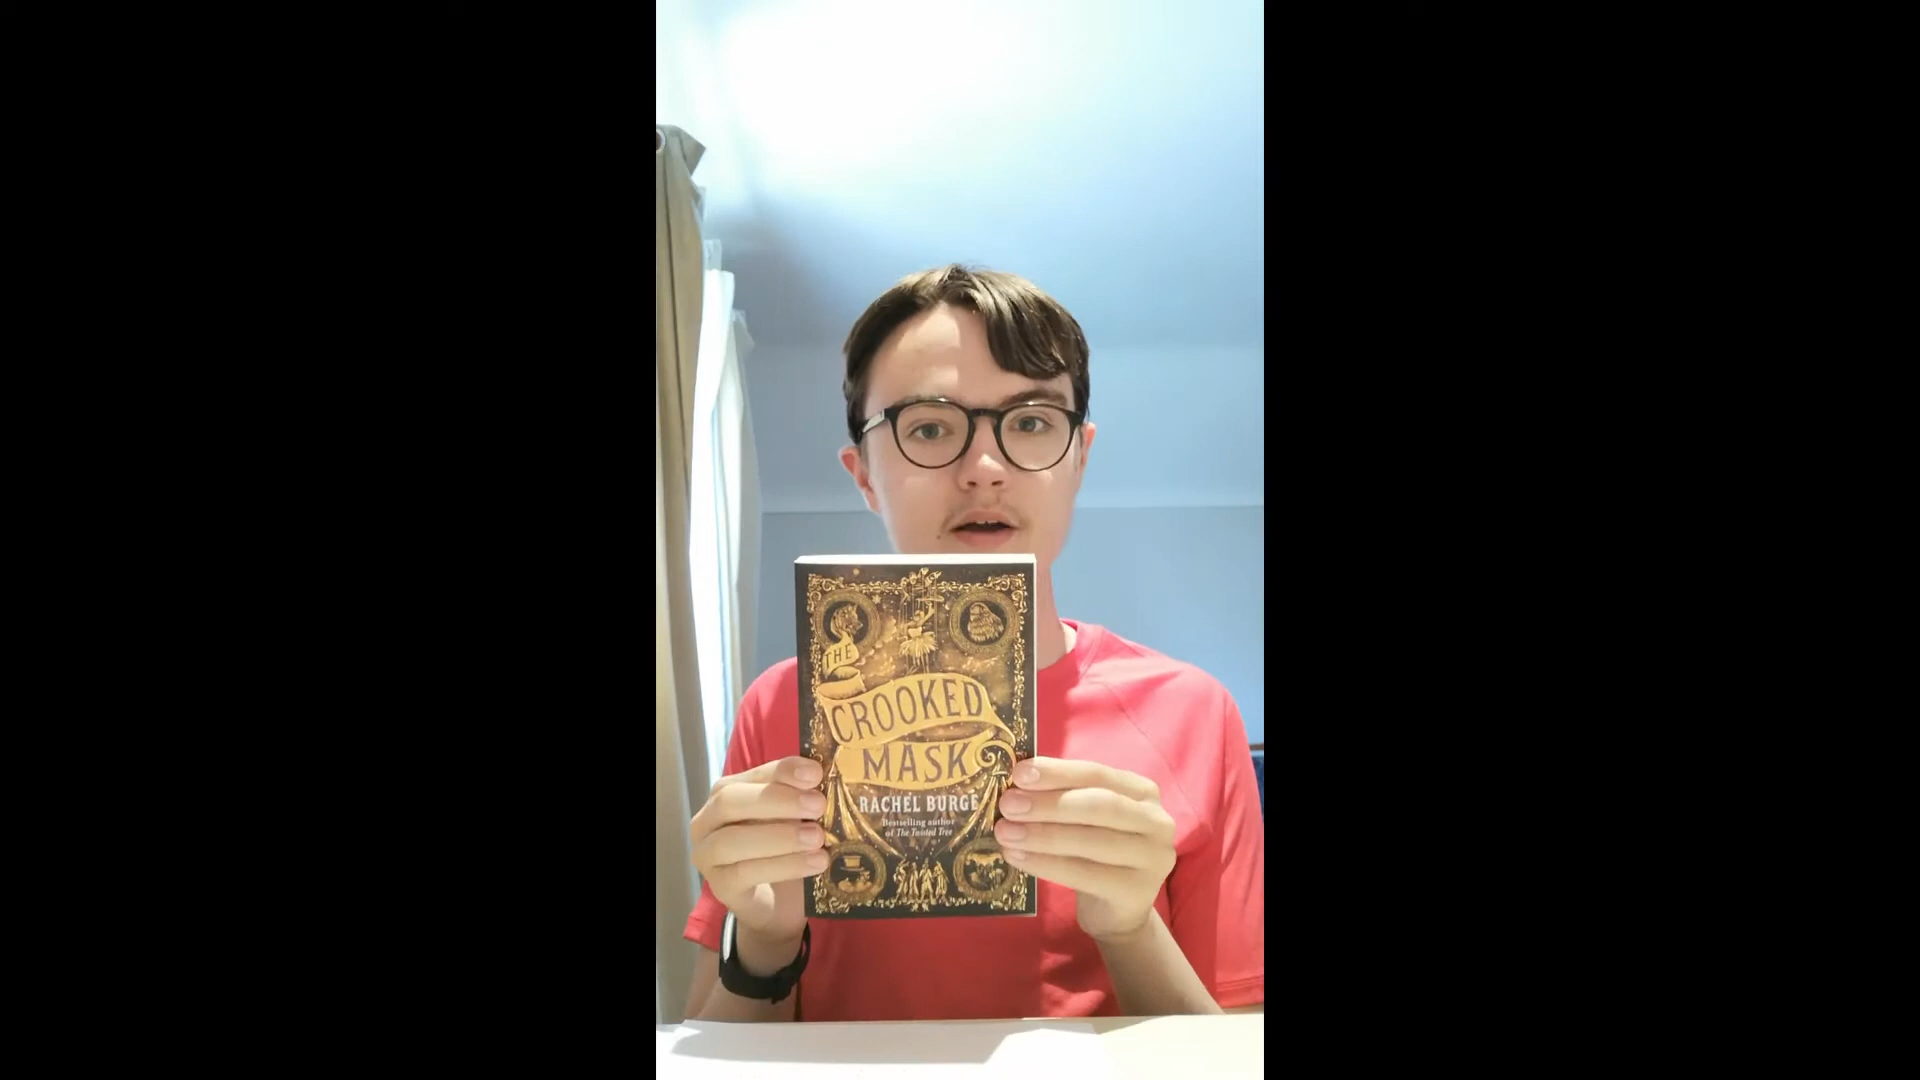 THE
CROOKED
MASK
RACHEL BURGE
Bestselling author
of The Twisted Tree